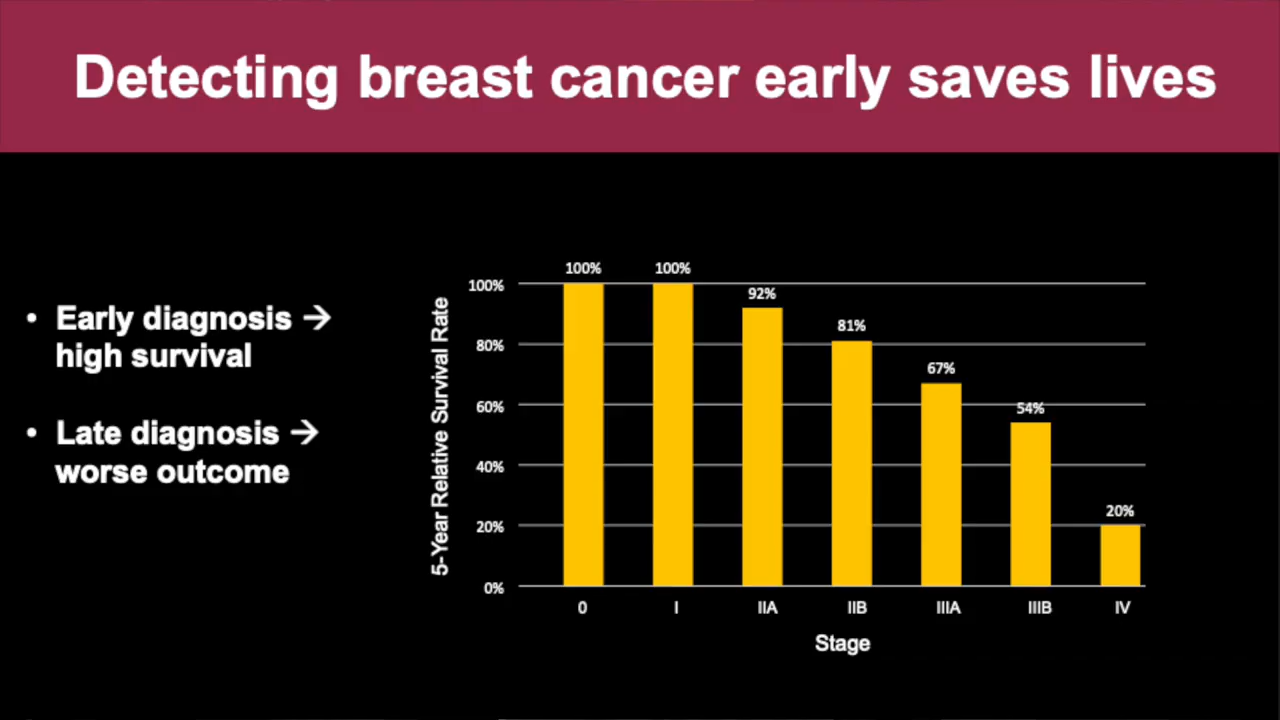 Detecting breast cancer early saves lives
• Early diagnosis →
high survival
• Late diagnosis →
worse outcome
5-Year Relative Survival Rate
100%
80%
60%
40%
20%
0%
100%
100%
92%
81%
67%
54%
20%
0
I
IIA
IIB
IIIA
IIIB
IV
Stage